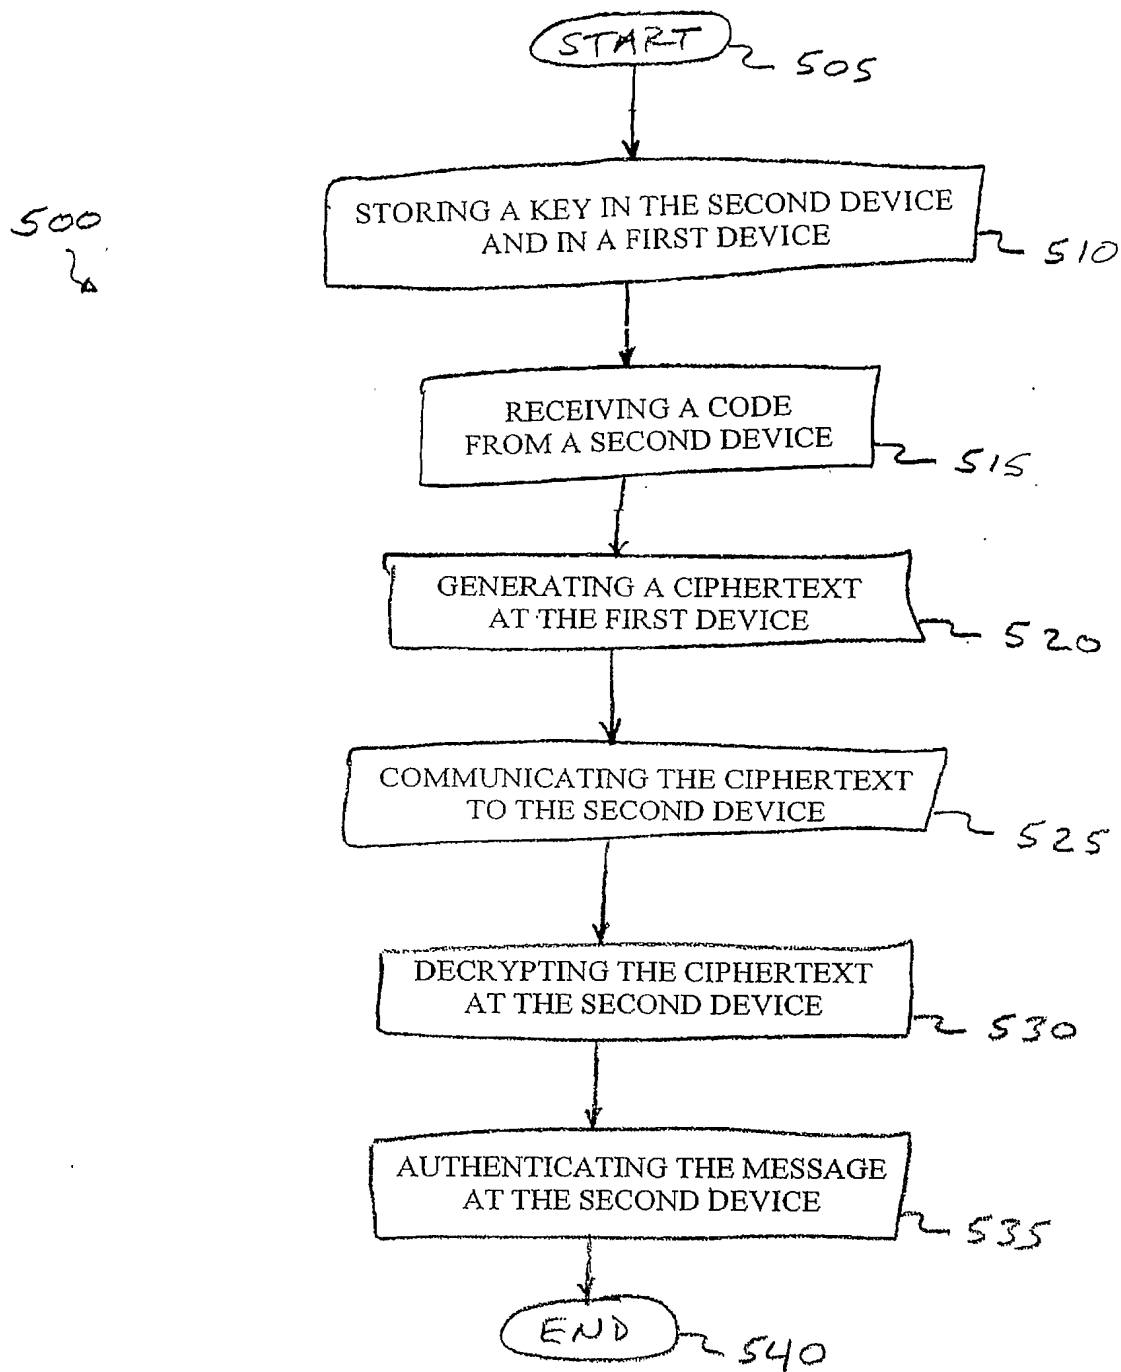 START
505
500
STORING A KEY IN THE SECOND DEVICE
AND IN A FIRST DEVICE
510
RECEIVING A CODE
FROM A SECOND DEVICE
515
GENERATING A CIPHERTEXT
AT THE FIRST DEVICE
520
COMMUNICATING THE CIPHERTEXT
TO THE SECOND DEVICE
525
DECRYPTING THE CIPHERTEXT
AT THE SECOND DEVICE
530
AUTHENTICATING THE MESSAGE
AT THE SECOND DEVICE
535
END
540